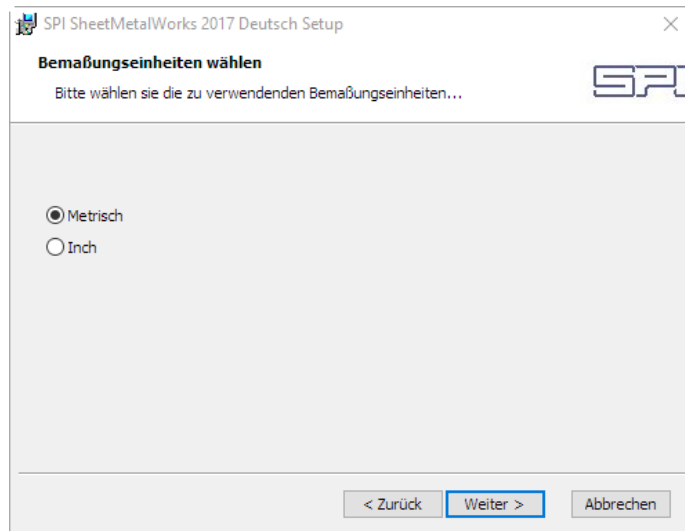 SPI SheetMetalWorks 2017 Deutsch Setup
Bemaßungseinheiten wählen
Bitte wählen sie die zu verwendenden Bemaßungseinheiten...
SPI
Metrisch
Inch
< Zurück
Weiter >
Abbrechen